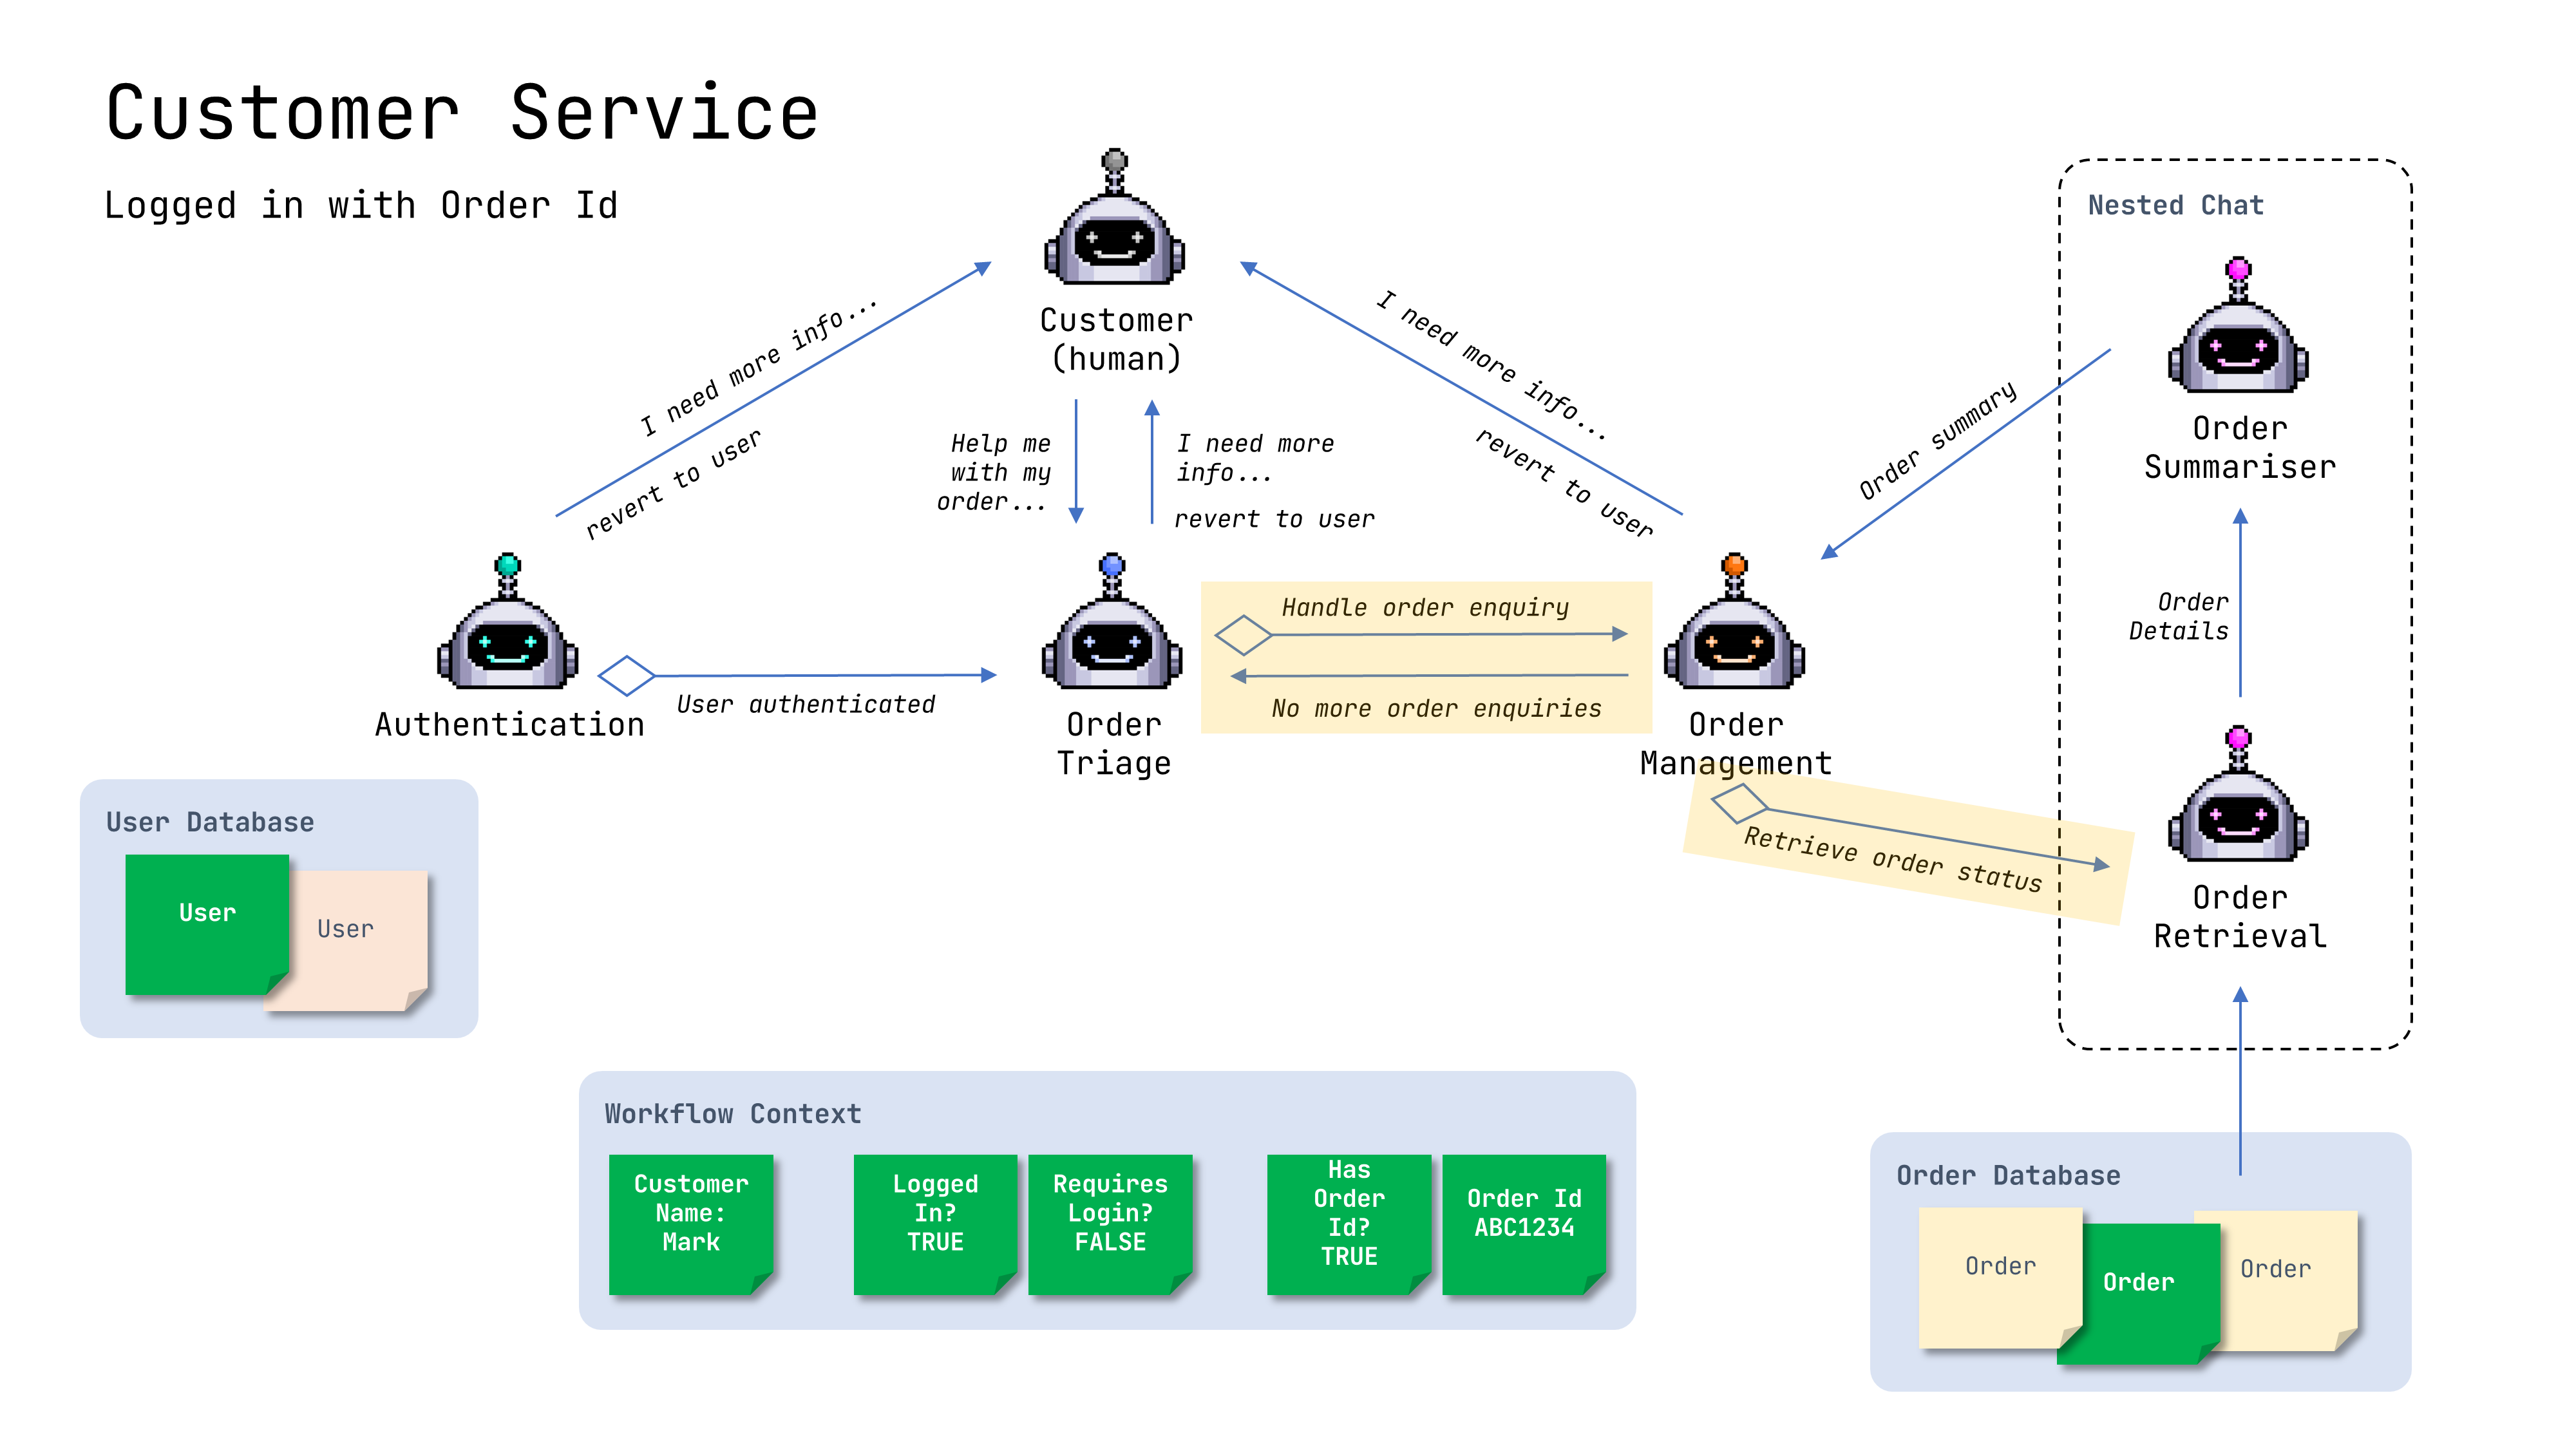 Customer Service
Logged in with Order Id
Customer
(human)
I need more info...
revert to user
Help me
with my
order...
I need more
info...
revert to user
I need more info...
revert to user
Authentication
User authenticated
Order
Triage
Handle order enquiry
No more order enquiries
Order
Management
Retrieve order status
Order summary
Nested Chat
Order
Summariser
Order
Details
Order
Retrieval
User Database
User
User
Workflow Context
Customer
Name:
Mark
Logged
In?
TRUE
Requires
Login?
FALSE
Has
Order
Id?
TRUE
Order Id
ABC1234
Order Database
Order
Order
Order